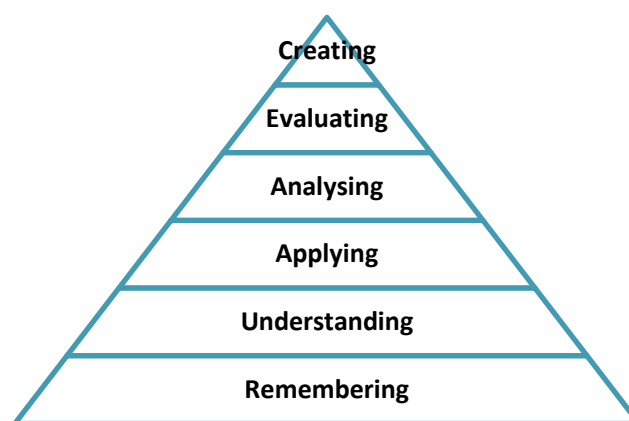 Creating
Evaluating
Analysing
Applying
Understanding
Remembering